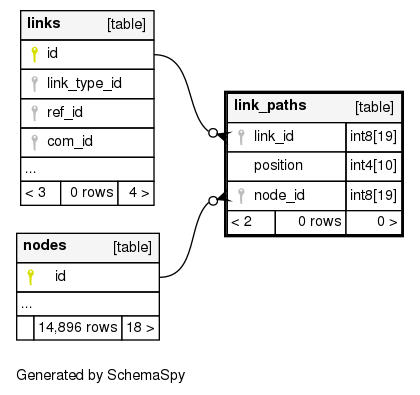 links [table]
id
link_type_id
ref_id
com_id
...
< 3 0 rows 4 >
link_paths [table]
link_id int8[19]
position int4[10]
node_id int8[19]
< 2 0 rows 0 >
nodes [table]
id
...
14,896 rows 18 >
Generated by SchemaSpy